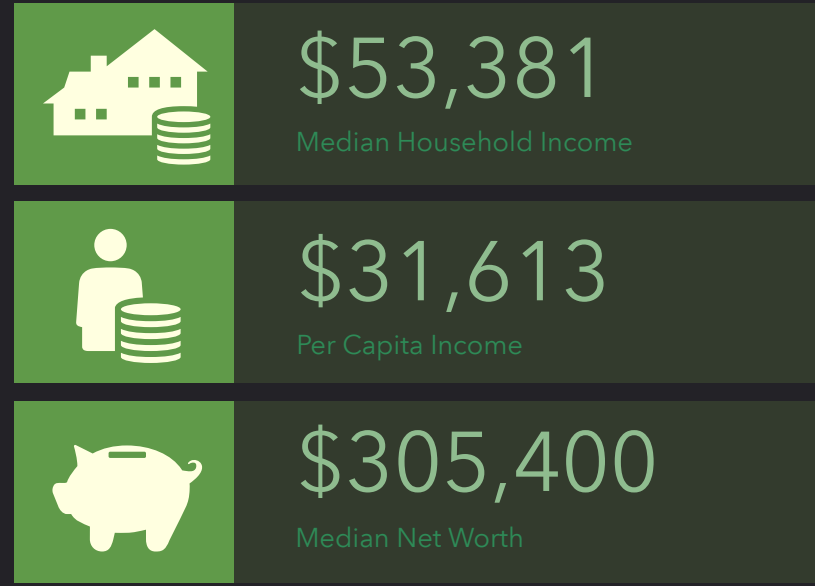 $53,381
Median Household Income
$31,613
Per Capita Income
$305,400
Median Net Worth